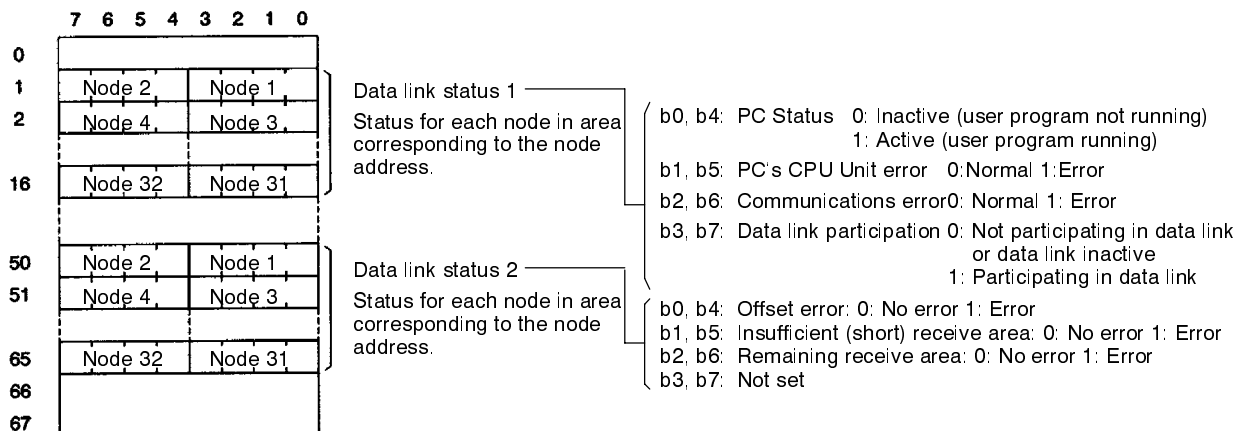 7 6 5 4 3 2 1 0
0
1 Node 2 Node 1
2 Node 4 Node 3
16 Node 32 Node 31
50 Node 2 Node 1
51 Node 4 Node 3
65 Node 32 Node 31
66
67
Data link status 1
Status for each node in area
corresponding to the node
address.
Data link status 2
Status for each node in area
corresponding to the node
address.
b0, b4: PC Status 0: Inactive (user program not running)
1: Active (user program running)
b1, b5: PC's CPU Unit error 0:Normal 1:Error
b2, b6: Communications error0: Normal 1: Error
b3, b7: Data link participation 0: Not participating in data link
or data link inactive
1: Participating in data link
b0, b4: Offset error: 0: No error 1: Error
b1, b5: Insufficient (short) receive area: 0: No error 1: Error
b2, b6: Remaining receive area: 0: No error 1: Error
b3, b7: Not set